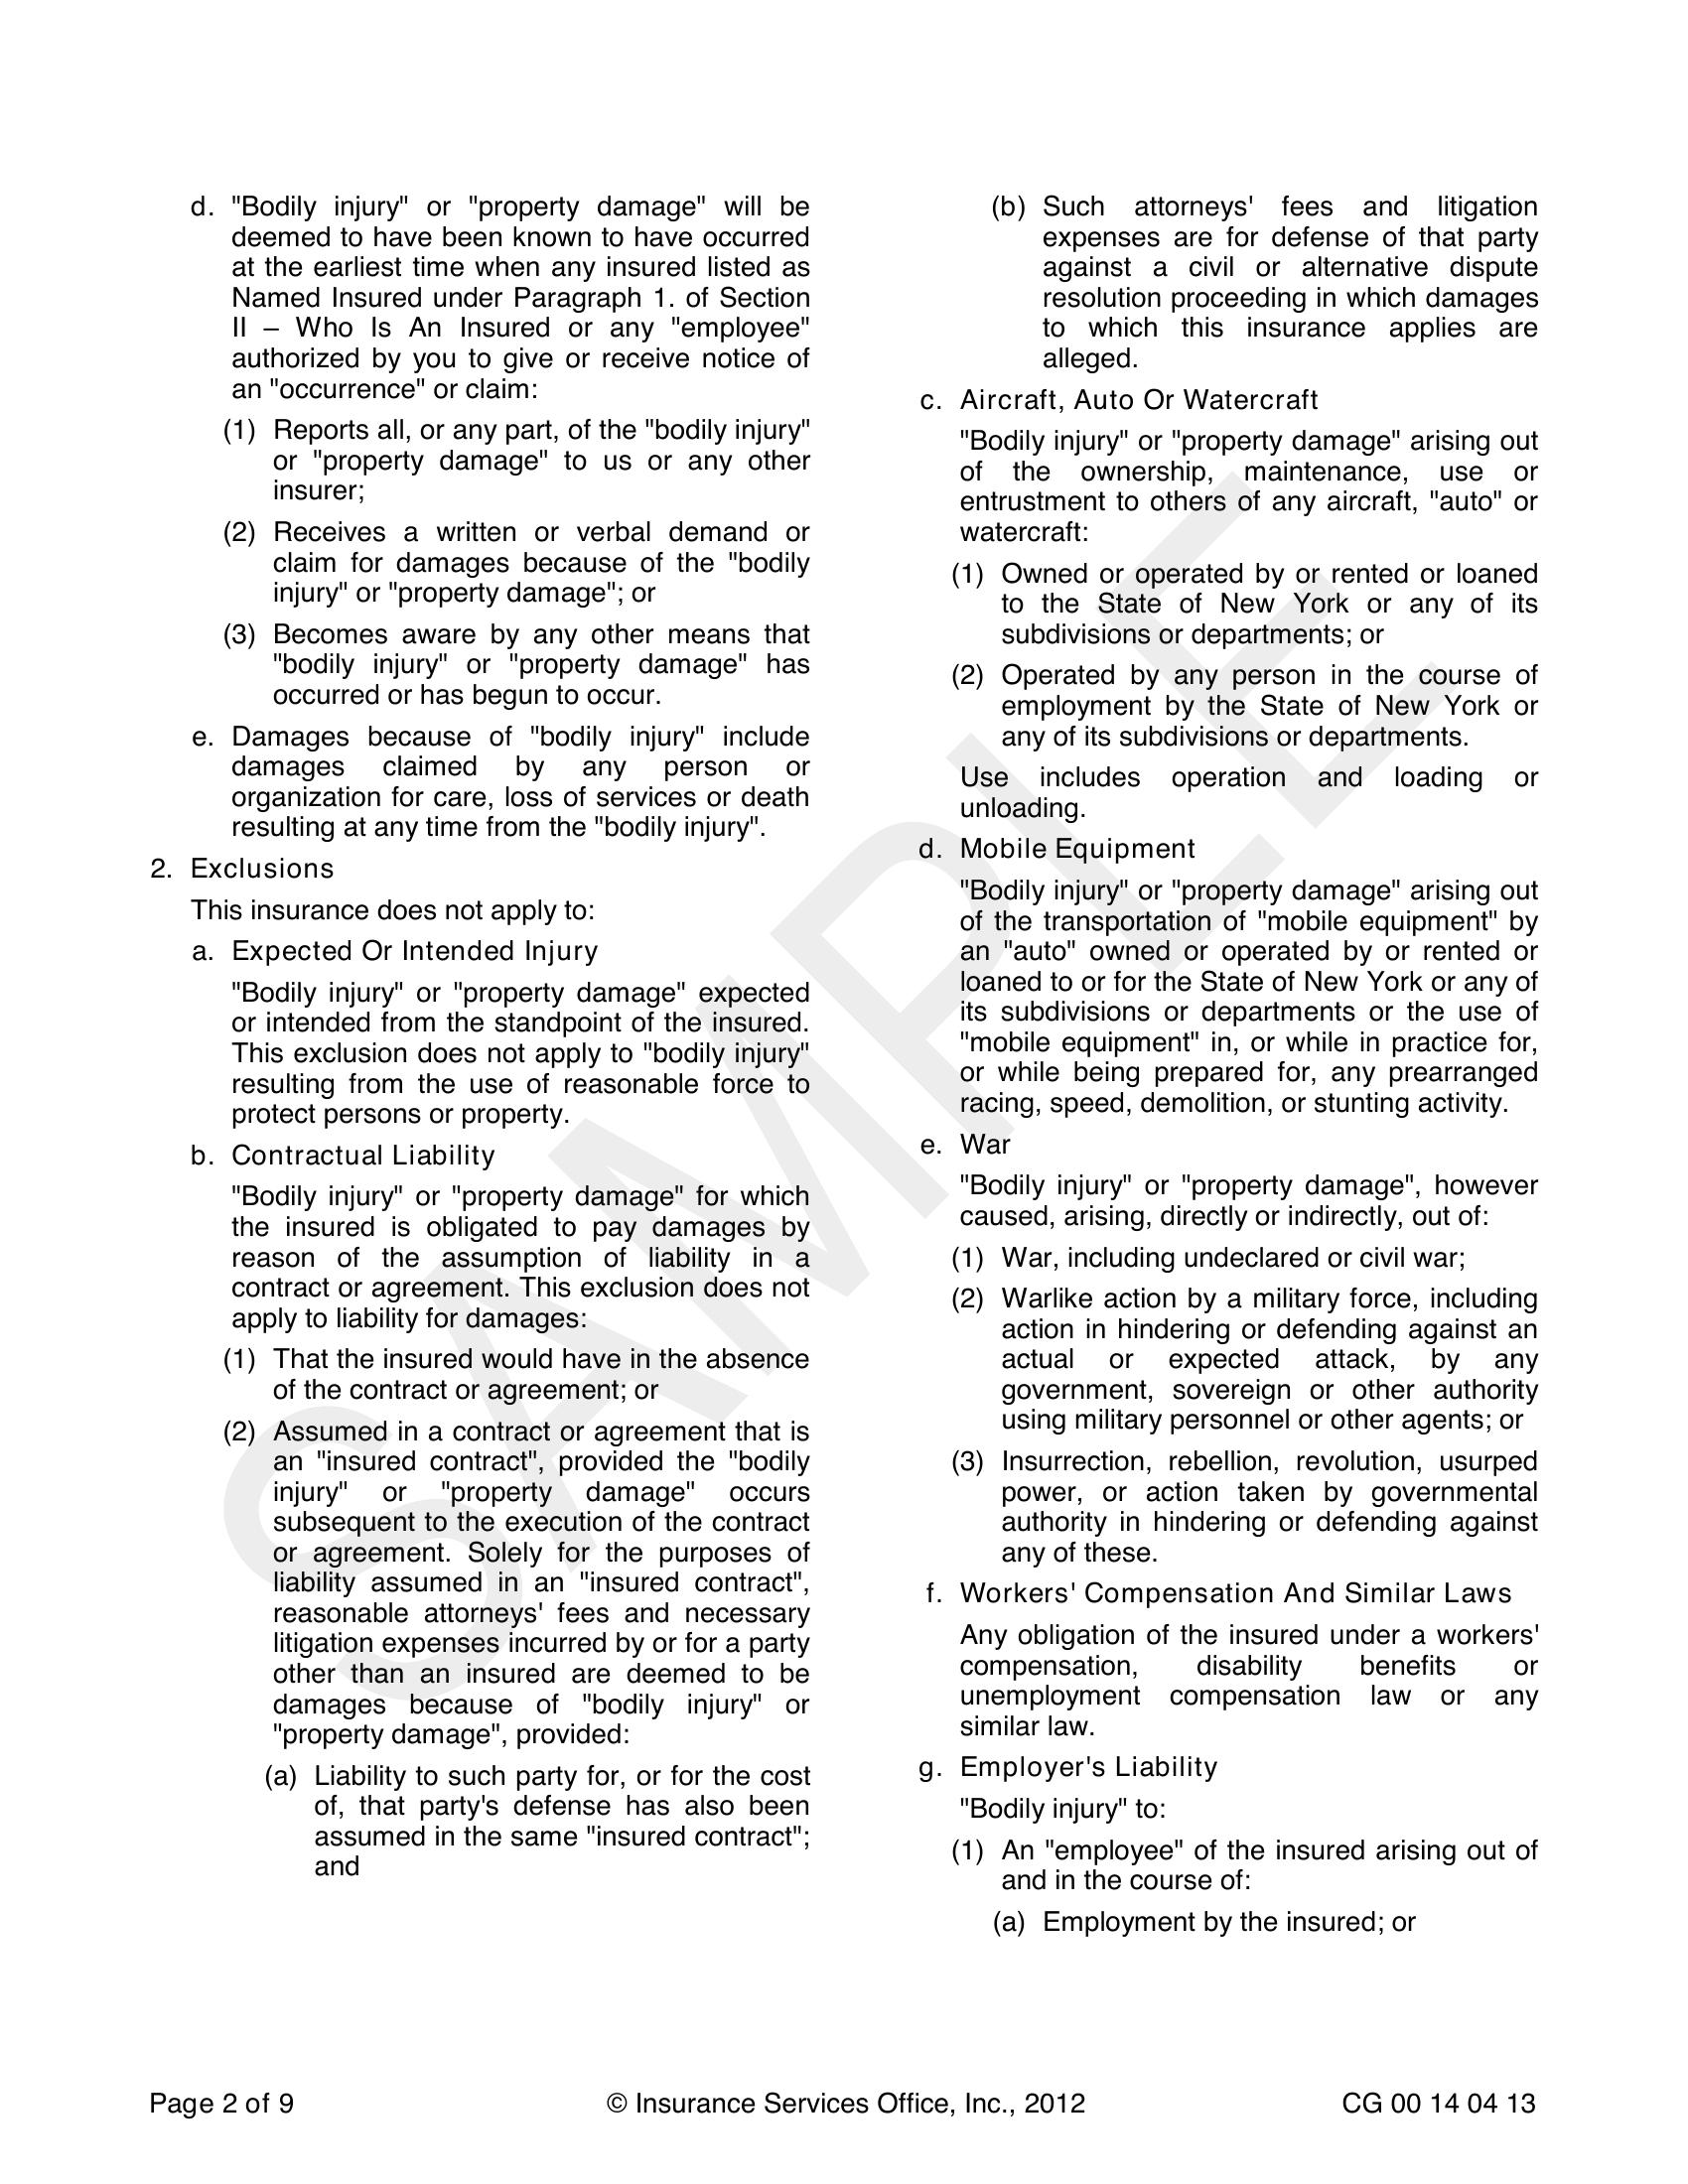 d. "Bodily injury" or "property damage" will be
deemed to have been known to have occurred
at the earliest time when any insured listed as
Named Insured under Paragraph 1. of Section
II – Who Is An Insured or any "employee"
authorized by you to give or receive notice of
an "occurrence" or claim:
(1) Reports all, or any part, of the "bodily injury"
or "property damage" to us or any other
insurer;
(2) Receives a written or verbal demand or
claim for damages because of the "bodily
injury" or "property damage"; or
(3) Becomes aware by any other means that
"bodily injury" or "property damage" has
occurred or has begun to occur.
e. Damages because of "bodily injury" include
damages claimed by any person or
organization for care, loss of services or death
resulting at any time from the "bodily injury".
2. Exclusions
This insurance does not apply to:
a. Expected Or Intended Injury
"Bodily injury" or "property damage" expected
or intended from the standpoint of the insured.
This exclusion does not apply to "bodily injury"
resulting from the use of reasonable force to
protect persons or property.
b. Contractual Liability
"Bodily injury" or "property damage" for which
the insured is obligated to pay damages by
reason of the assumption of liability in a
contract or agreement. This exclusion does not
apply to liability for damages:
(1) That the insured would have in the absence
of the contract or agreement; or
(2) Assumed in a contract or agreement that is
an "insured contract", provided the "bodily
injury" or "property damage" occurs
subsequent to the execution of the contract
or agreement. Solely for the purposes of
liability assumed in an "insured contract",
reasonable attorneys' fees and necessary
litigation expenses incurred by or for a party
other than an insured are deemed to be
damages because of "bodily injury" or
"property damage", provided:
(a) Liability to such party for, or for the cost
of, that party's defense has also been
assumed in the same "insured contract";
and
(b) Such attorneys' fees and litigation
expenses are for defense of that party
against a civil or alternative dispute
resolution proceeding in which damages
to which this insurance applies are
alleged.
c. Aircraft, Auto Or Watercraft
"Bodily injury" or "property damage" arising out
of the ownership, maintenance, use or
entrustment to others of any aircraft, "auto" or
watercraft:
(1) Owned or operated by or rented or loaned
to the State of New York or any of its
subdivisions or departments; or
(2) Operated by any person in the course of
employment by the State of New York or
any of its subdivisions or departments.
Use includes operation and loading or
unloading.
d. Mobile Equipment
"Bodily injury" or "property damage" arising out
of the transportation of "mobile equipment" by
an "auto" owned or operated by or rented or
loaned to or for the State of New York or any of
its subdivisions or departments or the use of
"mobile equipment" in, or while in practice for,
or while being prepared for, any prearranged
racing, speed, demolition, or stunting activity.
e. War
"Bodily injury" or "property damage", however
caused, arising, directly or indirectly, out of:
(1) War, including undeclared or civil war;
(2) Warlike action by a military force, including
action in hindering or defending against an
actual or expected attack, by any
government, sovereign or other authority
using military personnel or other agents; or
(3) Insurrection, rebellion, revolution, usurped
power, or action taken by governmental
authority in hindering or defending against
any of these.
f. Workers' Compensation And Similar Laws
Any obligation of the insured under a workers'
compensation, disability benefits or
unemployment compensation law or any
similar law.
g. Employer's Liability
"Bodily injury" to:
(1) An "employee" of the insured arising out of
and in the course of:
(a) Employment by the insured; or
SAMPLE
Page 2 of 9
© Insurance Services Office, Inc., 2012
CG 00 14 04 13